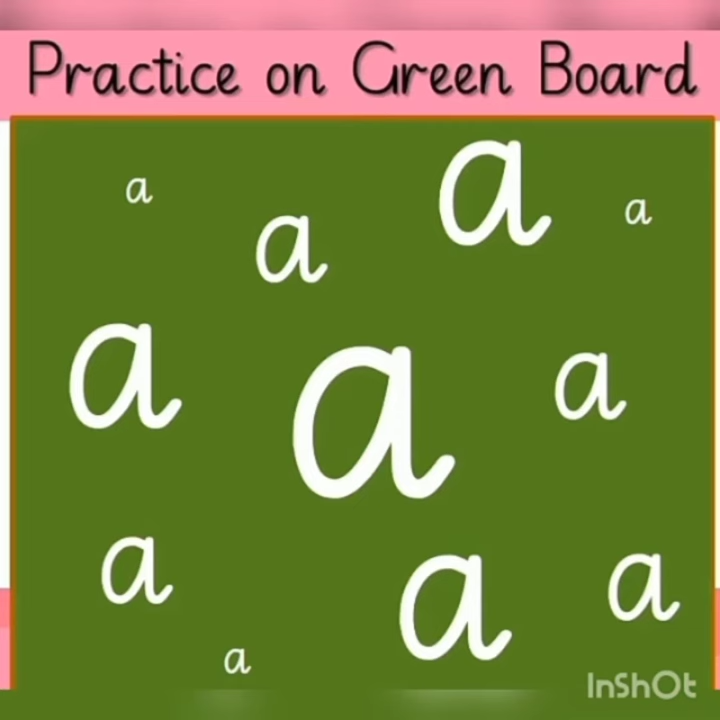 Practice on Green Board
a a a a
a a a
a a a
a
InShOt